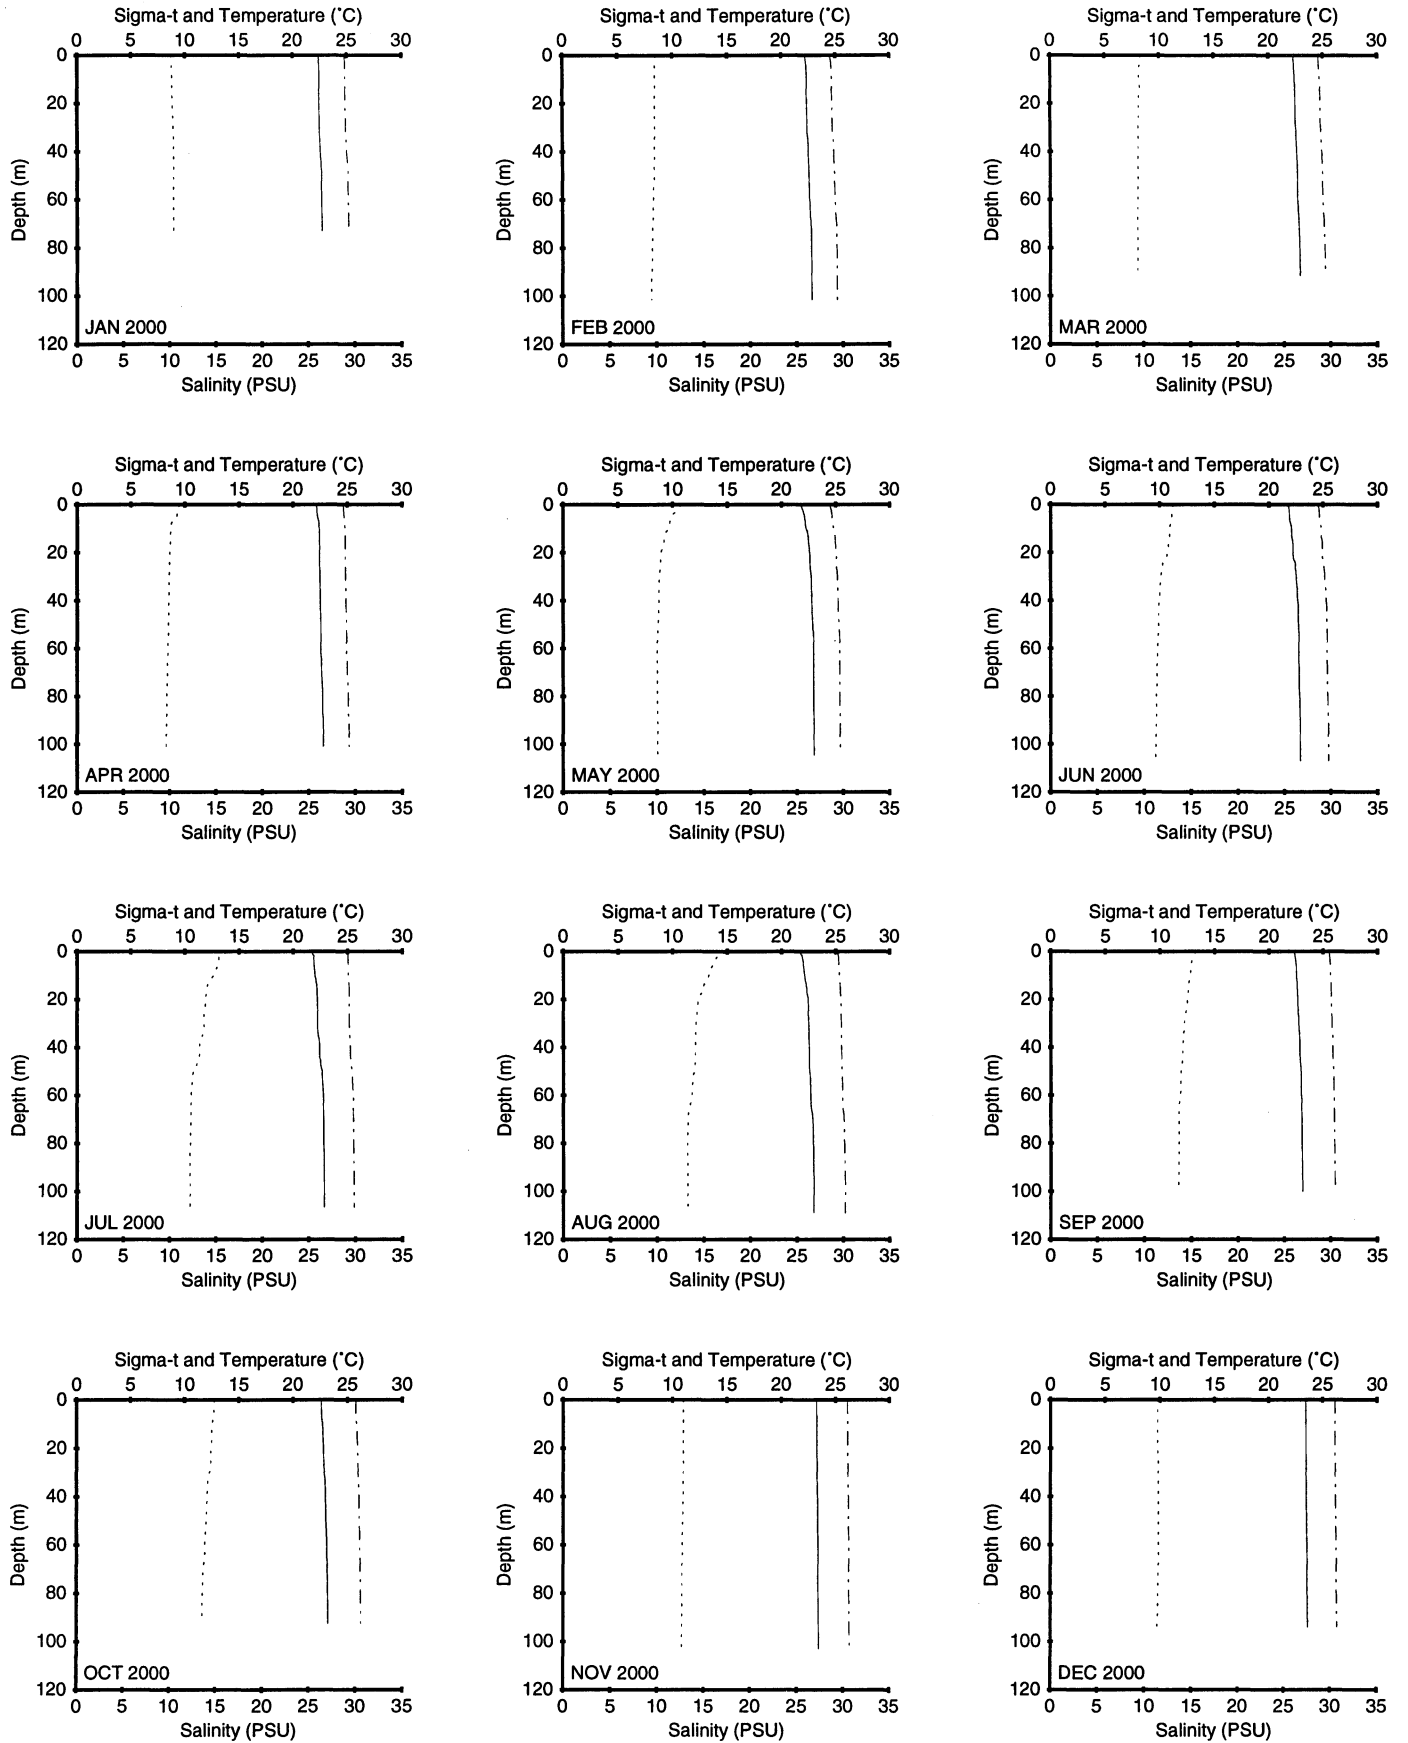 Sigma-t and Temperature (˚C)
0 5 10 15 20 25 30
0
20
40
60
80
100
120
Depth (m)
JAN 2000
0 5 10 15 20 25 30 35
Salinity (PSU)
Sigma-t and Temperature (˚C)
0 5 10 15 20 25 30
0
20
40
60
80
100
120
Depth (m)
FEB 2000
0 5 10 15 20 25 30 35
Salinity (PSU)
Sigma-t and Temperature (˚C)
0 5 10 15 20 25 30
0
20
40
60
80
100
120
Depth (m)
MAR 2000
0 5 10 15 20 25 30 35
Salinity (PSU)
Sigma-t and Temperature (˚C)
0 5 10 15 20 25 30
0
20
40
60
80
100
120
Depth (m)
APR 2000
0 5 10 15 20 25 30 35
Salinity (PSU)
Sigma-t and Temperature (˚C)
0 5 10 15 20 25 30
0
20
40
60
80
100
120
Depth (m)
MAY 2000
0 5 10 15 20 25 30 35
Salinity (PSU)
Sigma-t and Temperature (˚C)
0 5 10 15 20 25 30
0
20
40
60
80
100
120
Depth (m)
JUN 2000
0 5 10 15 20 25 30 35
Salinity (PSU)
Sigma-t and Temperature (˚C)
0 5 10 15 20 25 30
0
20
40
60
80
100
120
Depth (m)
JUL 2000
0 5 10 15 20 25 30 35
Salinity (PSU)
Sigma-t and Temperature (˚C)
0 5 10 15 20 25 30
0
20
40
60
80
100
120
Depth (m)
AUG 2000
0 5 10 15 20 25 30 35
Salinity (PSU)
Sigma-t and Temperature (˚C)
0 5 10 15 20 25 30
0
20
40
60
80
100
120
Depth (m)
SEP 2000
0 5 10 15 20 25 30 35
Salinity (PSU)
Sigma-t and Temperature (˚C)
0 5 10 15 20 25 30
0
20
40
60
80
100
120
Depth (m)
OCT 2000
0 5 10 15 20 25 30 35
Salinity (PSU)
Sigma-t and Temperature (˚C)
0 5 10 15 20 25 30
0
20
40
60
80
100
120
Depth (m)
NOV 2000
0 5 10 15 20 25 30 35
Salinity (PSU)
Sigma-t and Temperature (˚C)
0 5 10 15 20 25 30
0
20
40
60
80
100
120
Depth (m)
DEC 2000
0 5 10 15 20 25 30 35
Salinity (PSU)